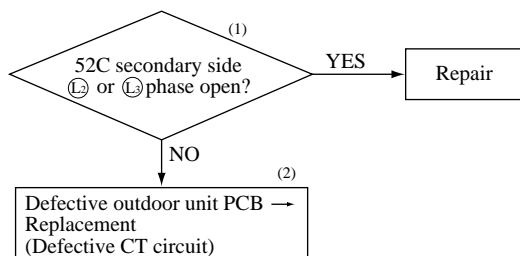 (1)
52C secondary side
L2 or L3 phase open?
YES
Repair
NO
(2)
Defective outdoor unit PCB →
Replacement
(Defective CT circuit)